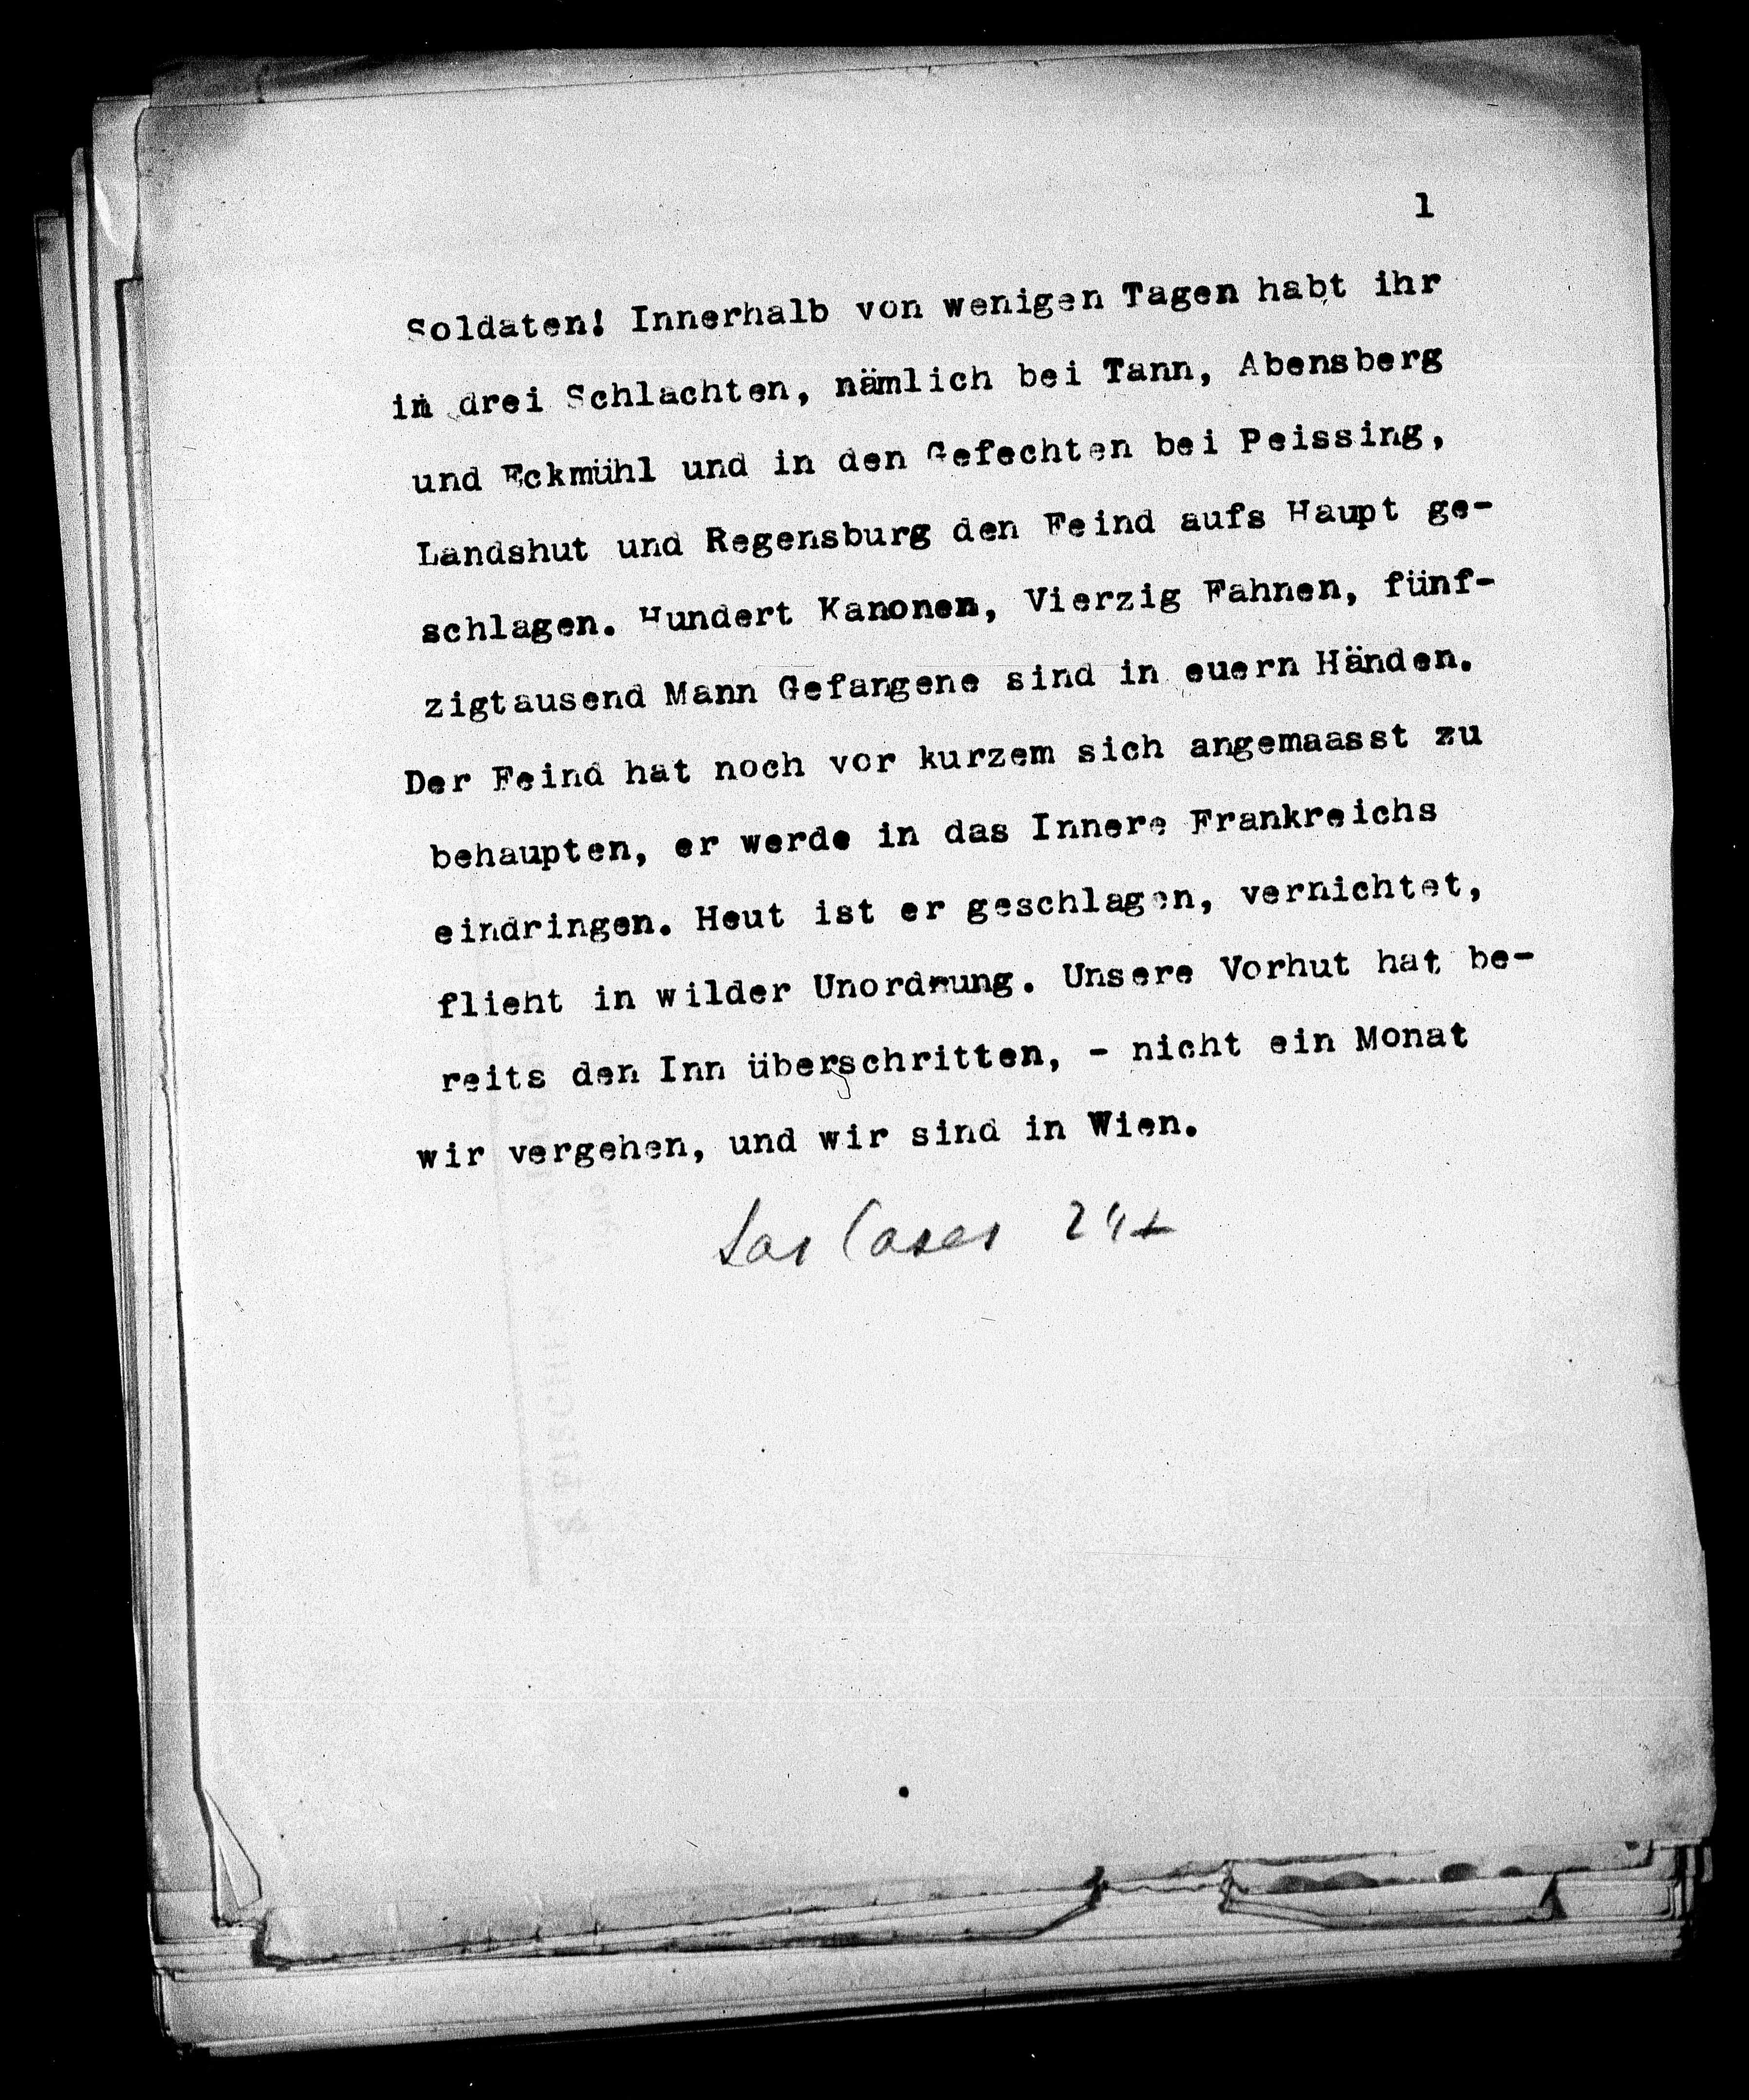 1
Soldaten! Innerhalb von wenigen Tagen habt ihr
in drei Schlachten, nämlich bei Tann, Abensberg
und Eckmühl und in den Gefechten bei Peissing,
Landshut und Regensburg den Feind aufs Haupt ge-
schlagen. Hundert Kanonen, Vierzig Fahnen, fünf-
zigtausend Mann Gefangene sind in euern Händen.
Der Feind hat noch vor kurzem sich angemaasst zu
behaupten, er werde in das Innere Frankreichs
eindringen. Heut ist er geschlagen, vernichtet,
flieht in wilder Unordnung. Unsere Vorhut hat be-
reits den Inn überschritten, - nicht ein Monat
wir vergehen, und wir sind in Wien.
Las Cases